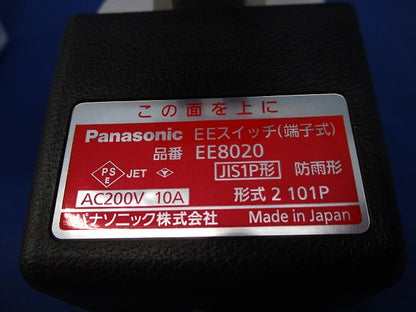 この面を上に
Panasonic EEスイッチ(端子式)
品番 EE8020
PS E JET JIS1P形 防雨形
AC200V 10A 形式 2 101P
パナソニック株式会社 Made in Japan